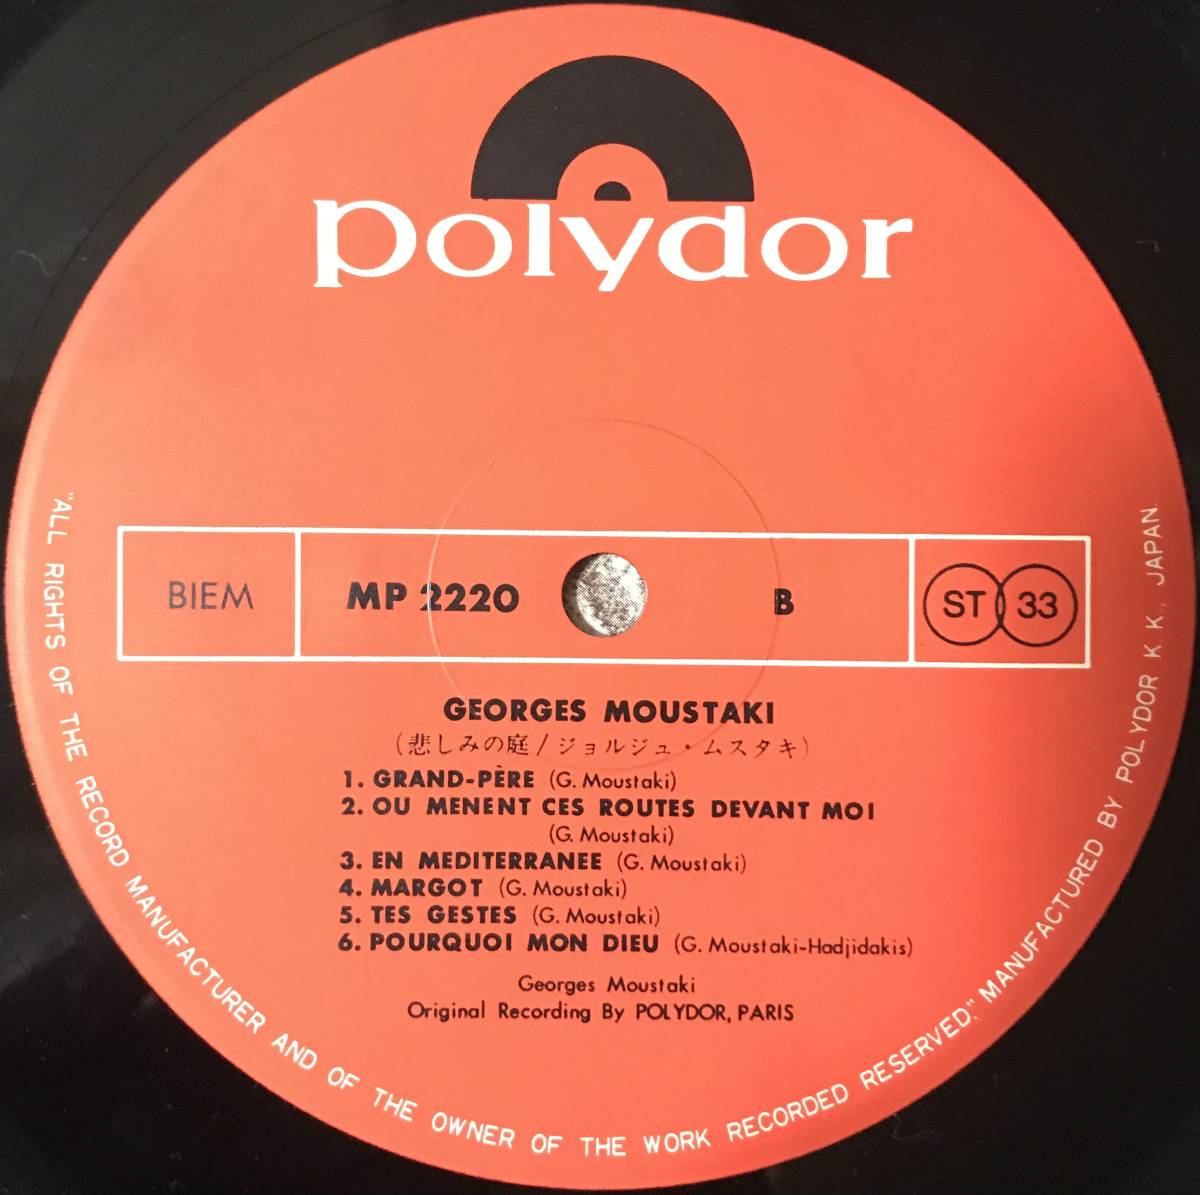 polydor
BIEM
MP 2220
B
ST 33
GEORGES MOUSTAKI
(悲しみの庭/ジョルジュ・ムスタキ)
1. GRAND-PÈRE (G. Moustaki)
2. OU MENENT CES ROUTES DEVANT MOI
(G. Moustaki)
3. EN MEDITERRANEE (G. Moustaki)
4. MARGOT (G. Moustaki)
5. TES GESTES (G. Moustaki)
6. POURQUOI MON DIEU (G. Moustaki-Hadjidakis)
Georges Moustaki
Original Recording By POLYDOR, PARIS
"ALL RIGHTS OF THE RECORD MANUFACTURER AND OF THE OWNER OF THE WORK RECORDED RESERVED." MANUFACTURED BY POLYDOR K K., JAPAN.